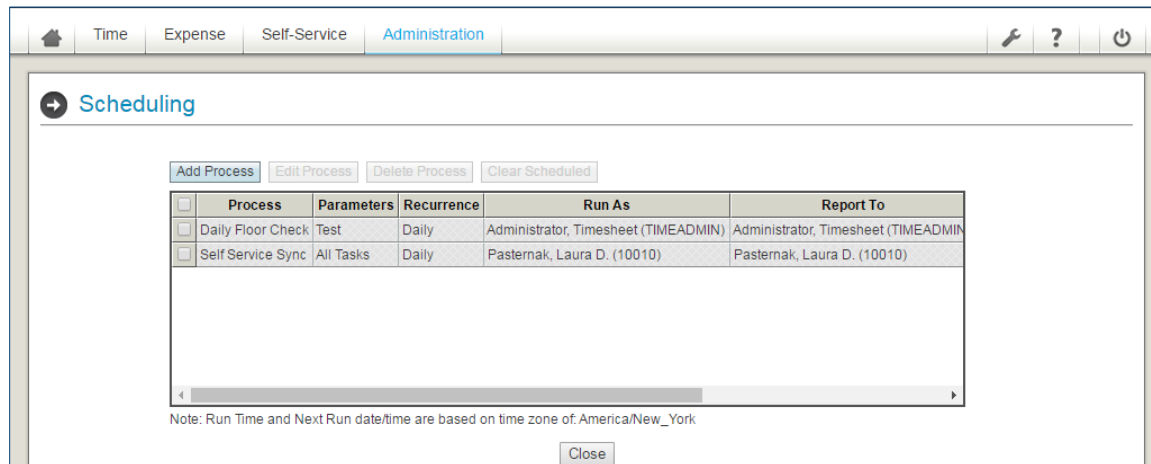 Time Expense Self-Service Administration ?
Scheduling
Add Process Edit Process Delete Process Clear Scheduled
Process Parameters Recurrence Run As Report To
Daily Floor Check Test Daily Administrator, Timesheet (TIMEADMIN) Administrator, Timesheet (TIMEADMIN
Self Service Sync All Tasks Daily Pasternak, Laura D. (10010) Pasternak, Laura D. (10010)
Note: Run Time and Next Run date/time are based on time zone of: America/New_York
Close